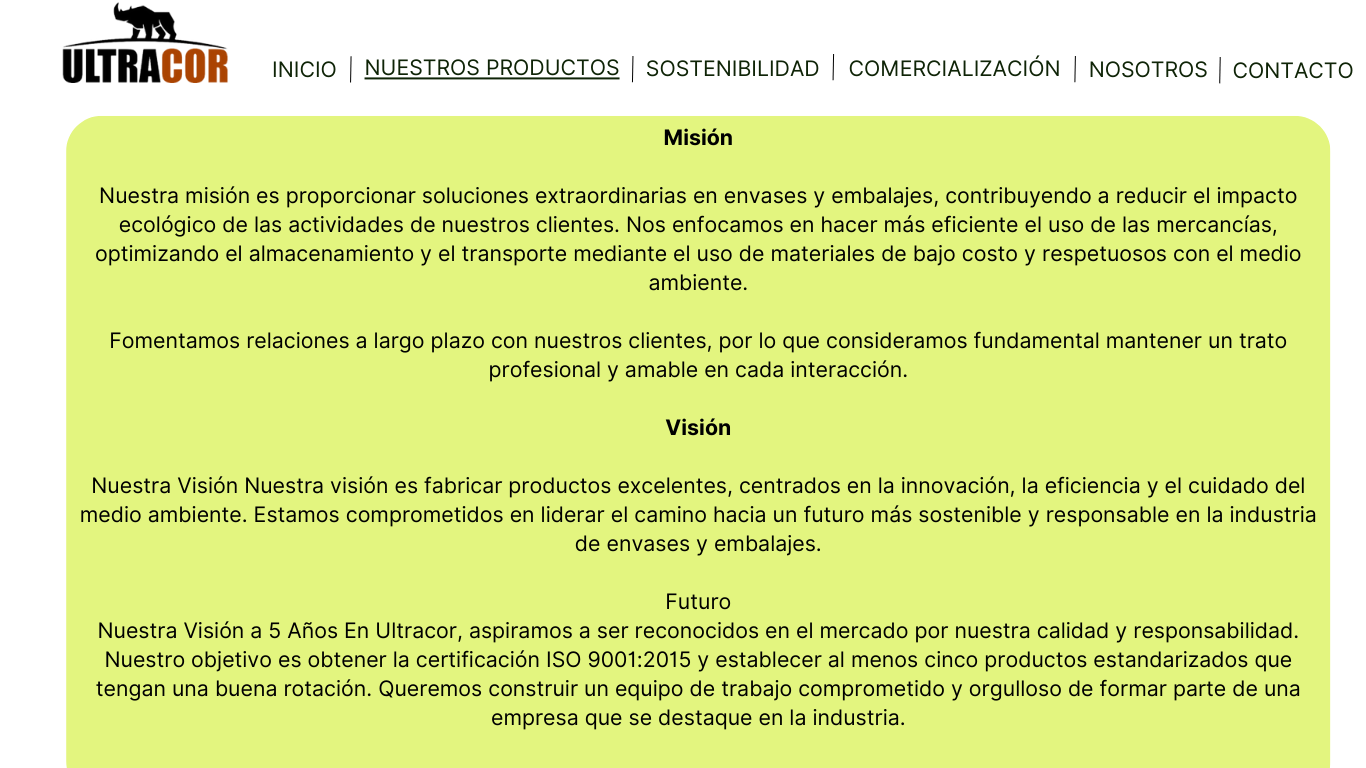 ULTRACOR
INICIO | NUESTROS PRODUCTOS | SOSTENIBILIDAD | COMERCIALIZACIÓN | NOSOTROS | CONTACTO
Misión
Nuestra misión es proporcionar soluciones extraordinarias en envases y embalajes, contribuyendo a reducir el impacto
ecológico de las actividades de nuestros clientes. Nos enfocamos en hacer más eficiente el uso de las mercancías,
optimizando el almacenamiento y el transporte mediante el uso de materiales de bajo costo y respetuosos con el medio
ambiente.
Fomentamos relaciones a largo plazo con nuestros clientes, por lo que consideramos fundamental mantener un trato
profesional y amable en cada interacción.
Visión
Nuestra Visión Nuestra visión es fabricar productos excelentes, centrados en la innovación, la eficiencia y el cuidado del
medio ambiente. Estamos comprometidos en liderar el camino hacia un futuro más sostenible y responsable en la industria
de envases y embalajes.
Futuro
Nuestra Visión a 5 Años En Ultracor, aspiramos a ser reconocidos en el mercado por nuestra calidad y responsabilidad.
Nuestro objetivo es obtener la certificación ISO 9001:2015 y establecer al menos cinco productos estandarizados que
tengan una buena rotación. Queremos construir un equipo de trabajo comprometido y orgulloso de formar parte de una
empresa que se destaque en la industria.